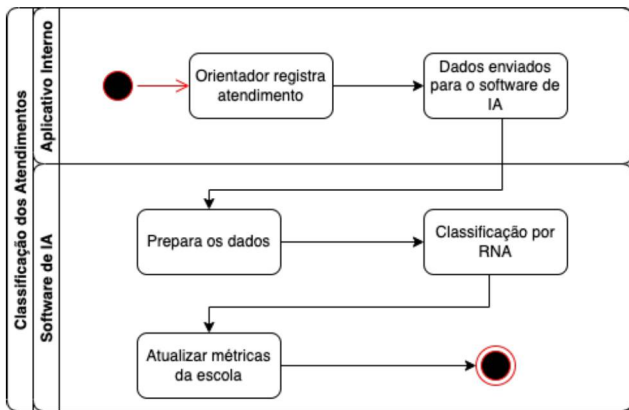 Classificação dos Atendimentos
Aplicativo Interno
Orientador registra
atendimento
Dados enviados
para o software de
IA
Software de IA
Prepara os dados
Classificação por
RNA
Atualizar métricas
da escola